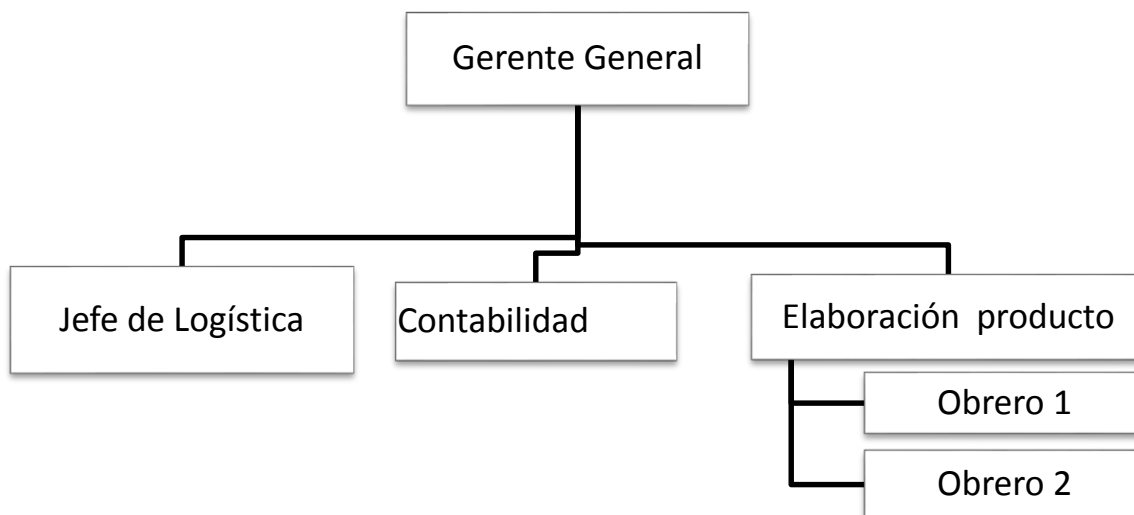 Gerente General
Jefe de Logística
Contabilidad
Elaboración producto
Obrero 1
Obrero 2